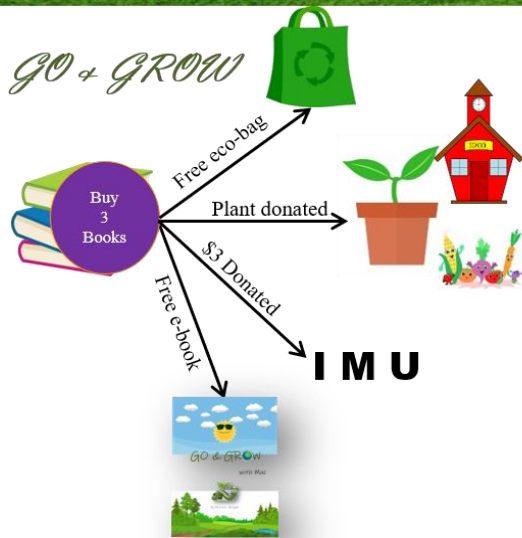 GO & GROW
Free eco-bag
SCHOOL
Buy
3
Books
Plant donated
$3 Donated
Free e-book
I M U
GO & GROW
with Mac